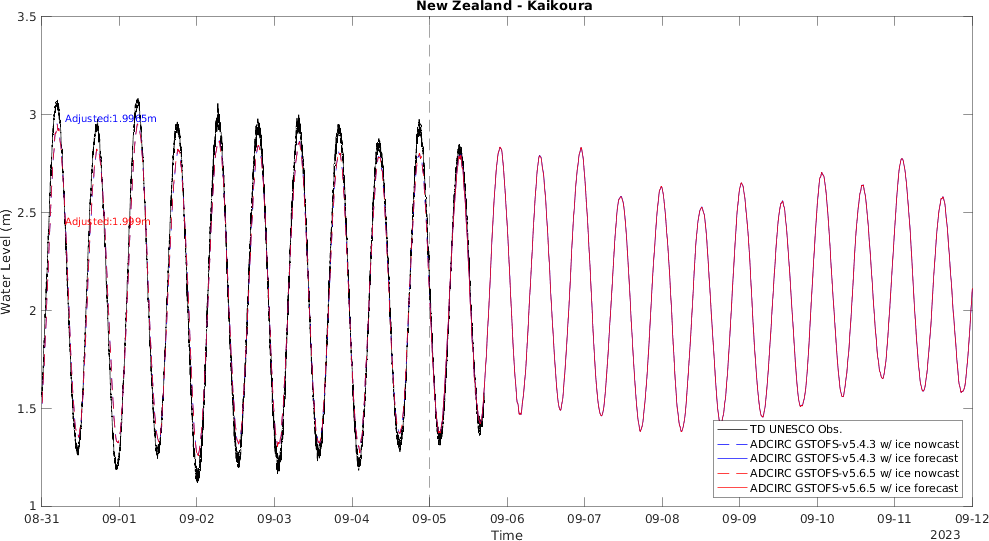 New Zealand - Kaikoura
3.5
3
2.5
2
1.5
1
Water Level (m)
Adjusted:1.9965m
Adjusted:1.999m
TD UNESCO Obs.
ADCIRC GSTOFS-v5.4.3 w/ ice nowcast
ADCIRC GSTOFS-v5.4.3 w/ ice forecast
ADCIRC GSTOFS-v5.6.5 w/ ice nowcast
ADCIRC GSTOFS-v5.6.5 w/ ice forecast
08-31 09-01 09-02 09-03 09-04 09-05 09-06 09-07 09-08 09-09 09-10 09-11 09-12
Time
2023